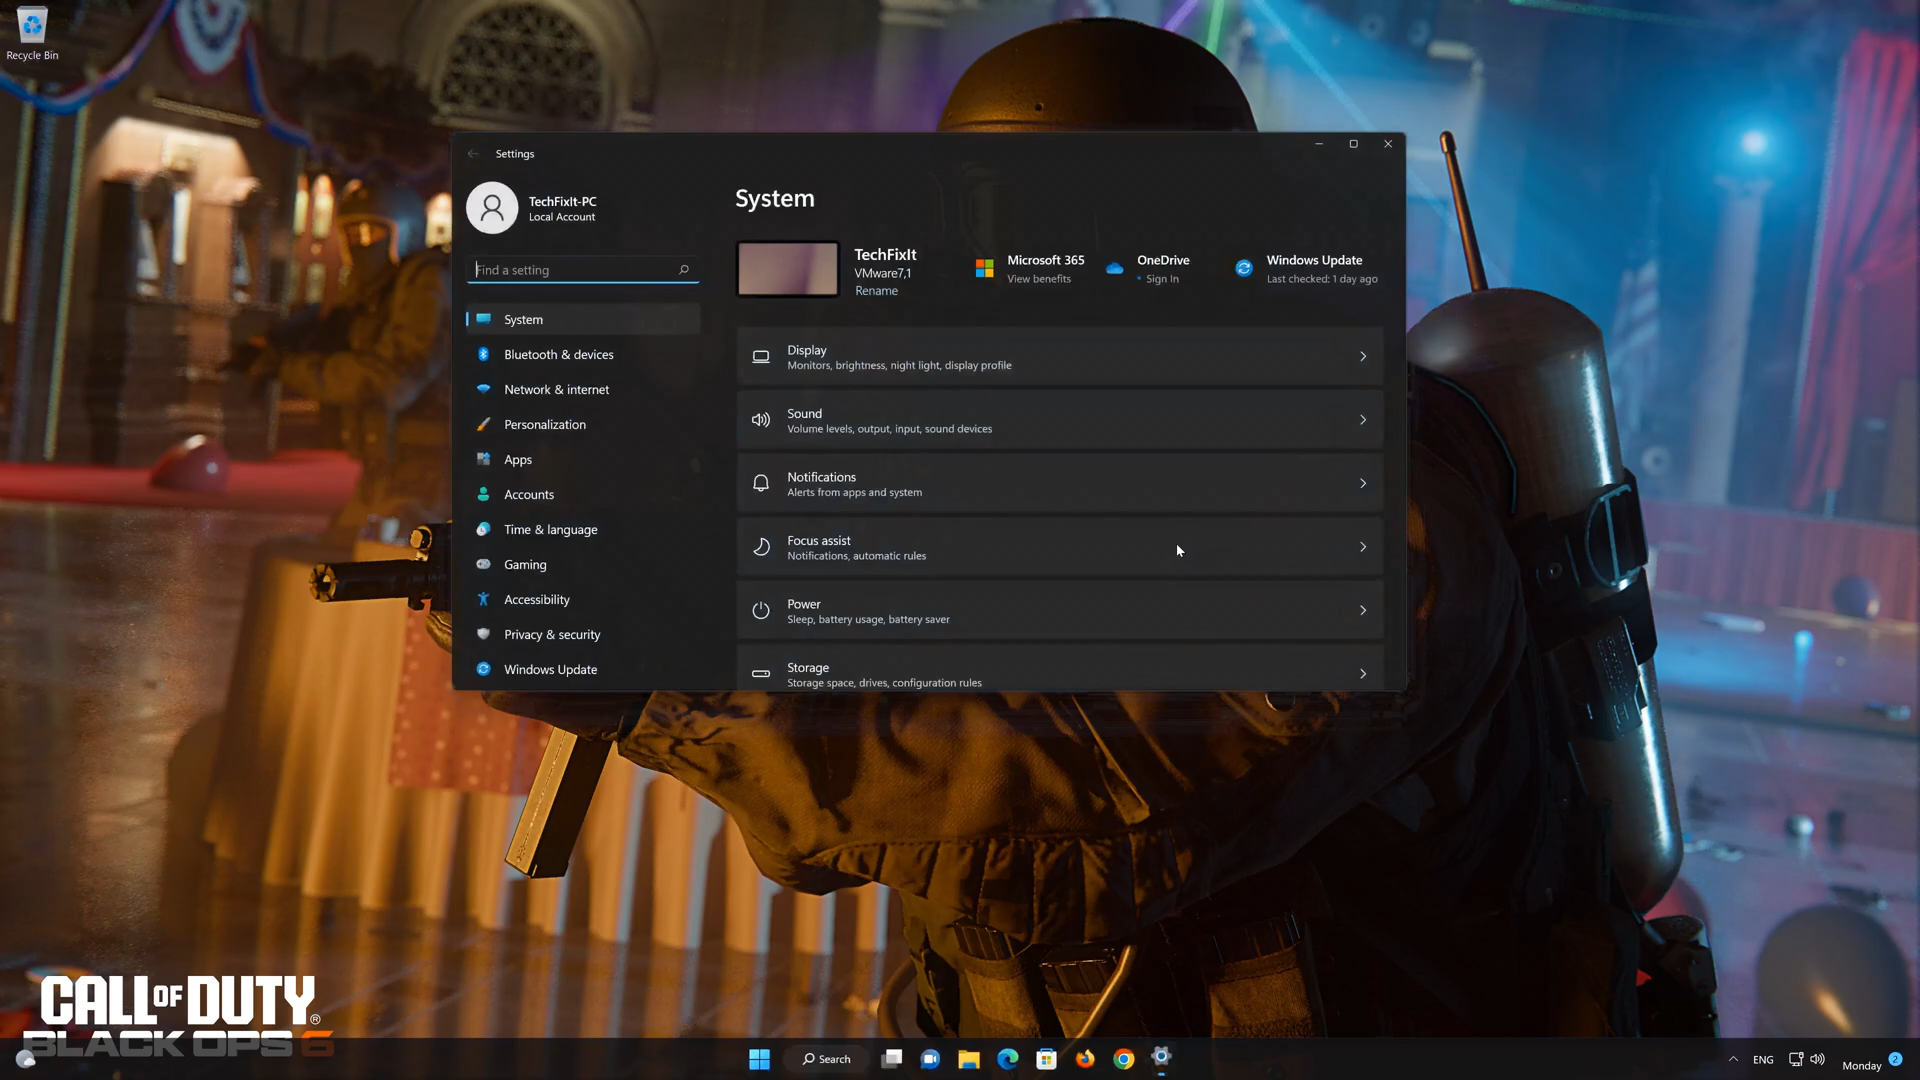 Recycle Bin
Settings
TechFixIt-PC
Local Account
Find a setting
System
Bluetooth & devices
Network & internet
Personalization
Apps
Accounts
Time & language
Gaming
Accessibility
Privacy & security
Windows Update
System
TechFixIt
VMware7,1
Rename
Microsoft 365
View benefits
OneDrive
• Sign In
Windows Update
Last checked: 1 day ago
Display
Monitors, brightness, night light, display profile
Sound
Volume levels, output, input, sound devices
Notifications
Alerts from apps and system
Focus assist
Notifications, automatic rules
Power
Sleep, battery usage, battery saver
Storage
Storage space, drives, configuration rules
CALL OF DUTY®
BLACK OPS 6
Search
ENG
Monday
2